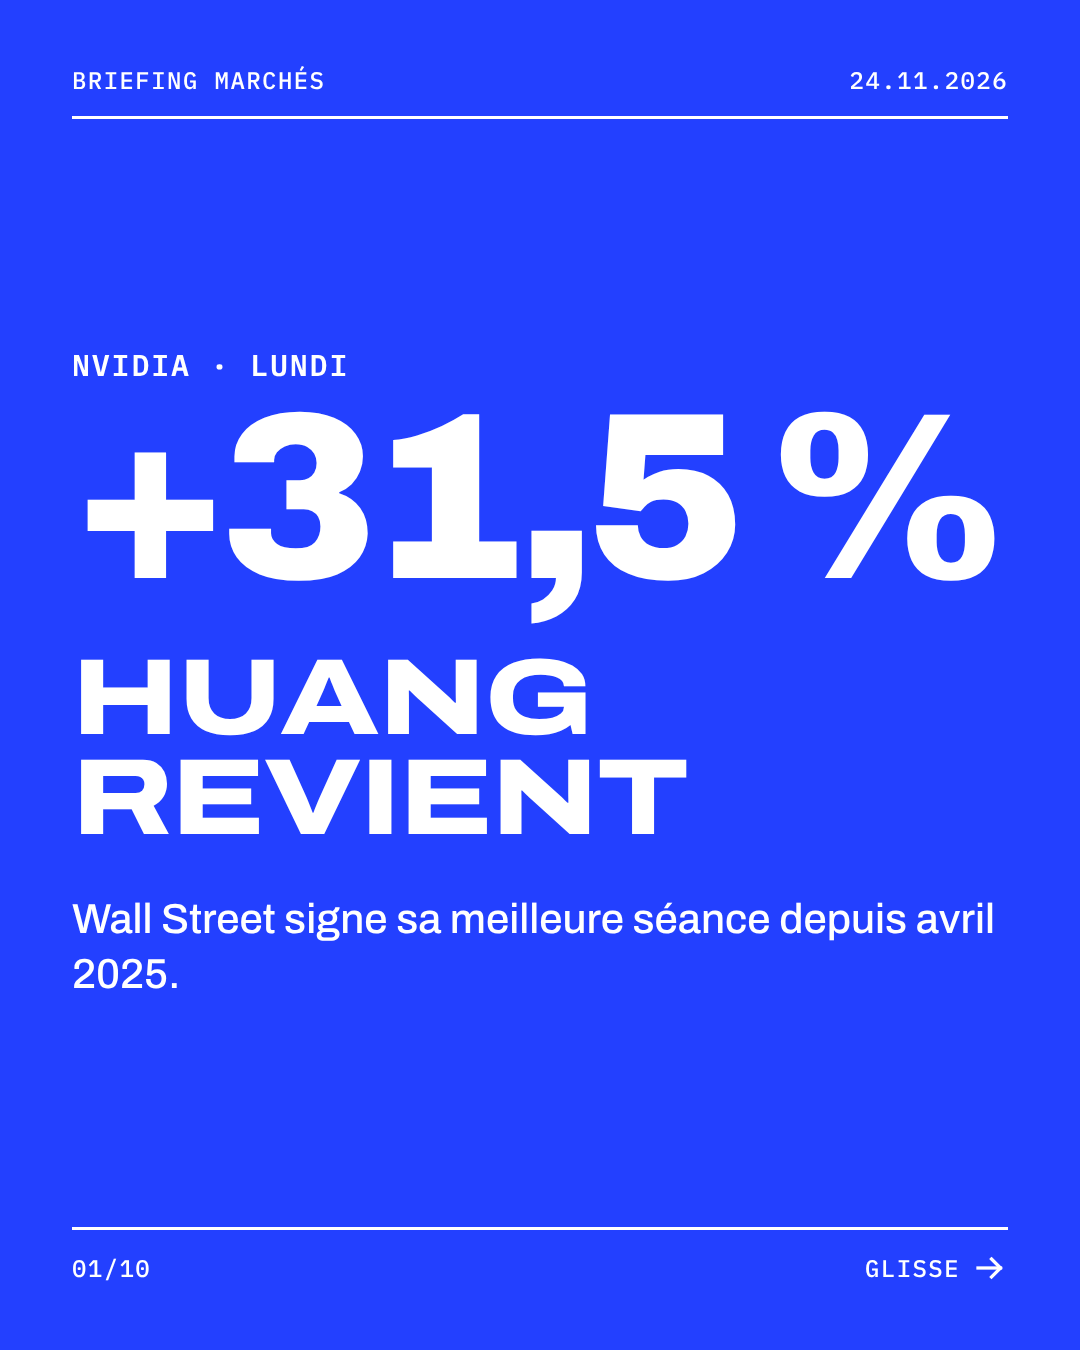 BRIEFING MARCHÉS
24.11.2026
NVIDIA · LUNDI
+31,5 %
HUANG
REVIENT
Wall Street signe sa meilleure séance depuis avril
2025.
01/10
GLISSE →